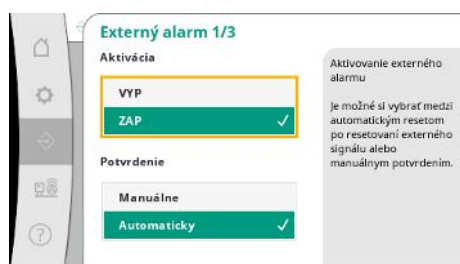 Externý alarm 1/3
Aktivácia
VYP
ZAP
Potvrdenie
Manuálne
Automaticky
Aktivovanie externého
alarmu
Je možné si vybrať medzi
automatickým resetom
po resetovaní externého
signálu alebo
manuálnym potvrdením.